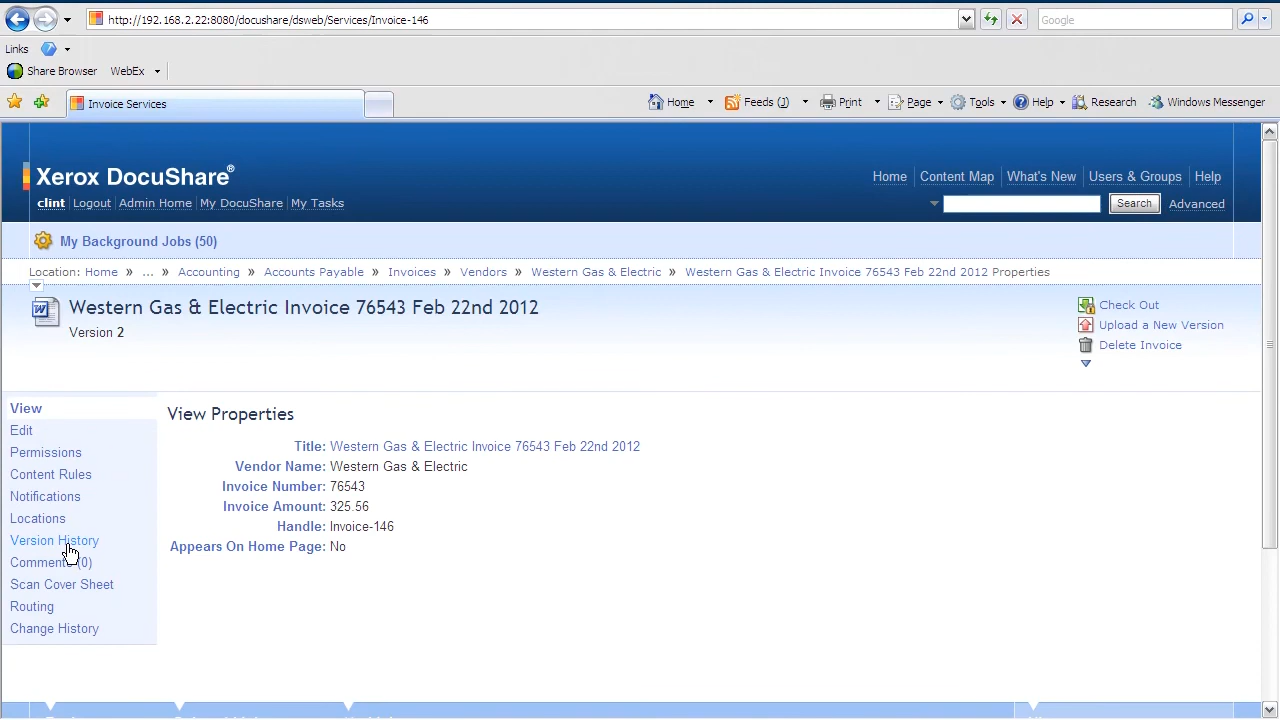 http://192.168.2.22:8080/docushare/dsweb/Services/Invoice-146
Google
Links
Share Browser WebEx
Invoice Services
Home Feeds (J) Print Page Tools Help Research Windows Messenger
Xerox DocuShare®
Home Content Map What's New Users & Groups Help
clint Logout Admin Home My DocuShare My Tasks
Search Advanced
My Background Jobs (50)
Location: Home » ... » Accounting » Accounts Payable » Invoices » Vendors » Western Gas & Electric » Western Gas & Electric Invoice 76543 Feb 22nd 2012 Properties
Western Gas & Electric Invoice 76543 Feb 22nd 2012
Version 2
Check Out
Upload a New Version
Delete Invoice
View
Edit
Permissions
Content Rules
Notifications
Locations
Version History
Comments (0)
Scan Cover Sheet
Routing
Change History
View Properties
Title: Western Gas & Electric Invoice 76543 Feb 22nd 2012
Vendor Name: Western Gas & Electric
Invoice Number: 76543
Invoice Amount: 325.56
Handle: Invoice-146
Appears On Home Page: No